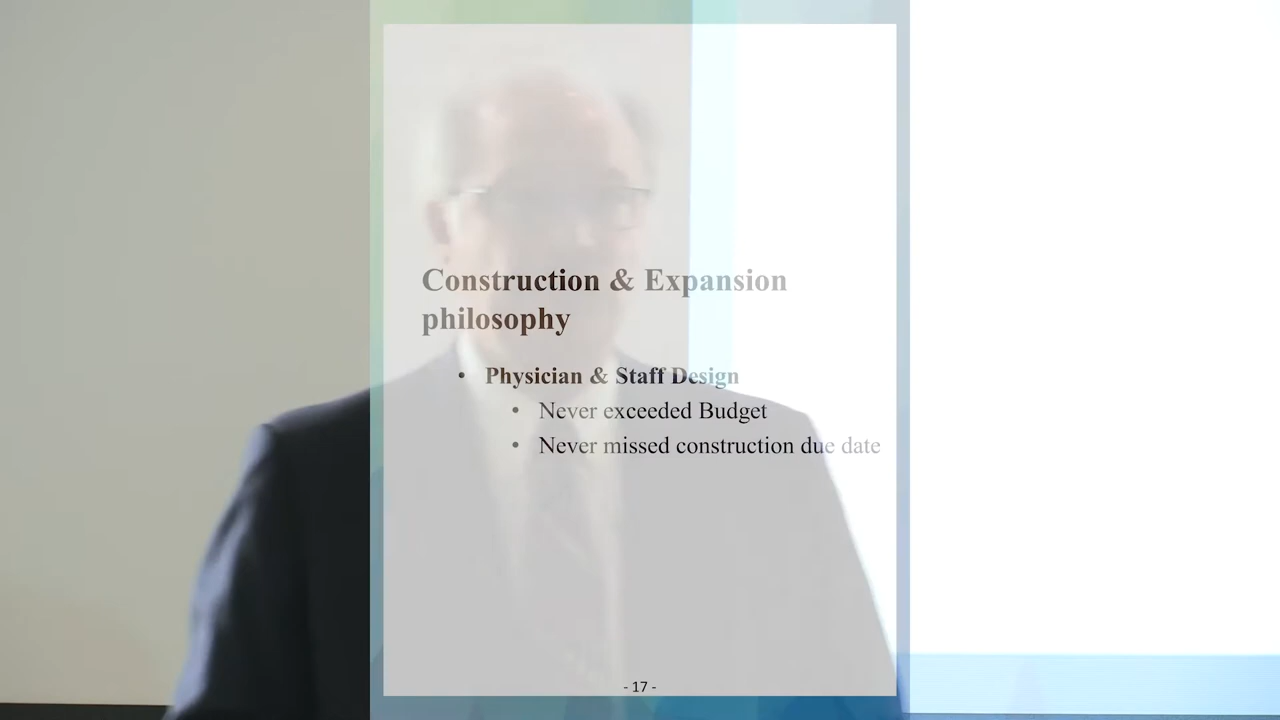 Construction & Expansion
philosophy
• Physician & Staff Design
• Never exceeded Budget
• Never missed construction due date
- 17 -